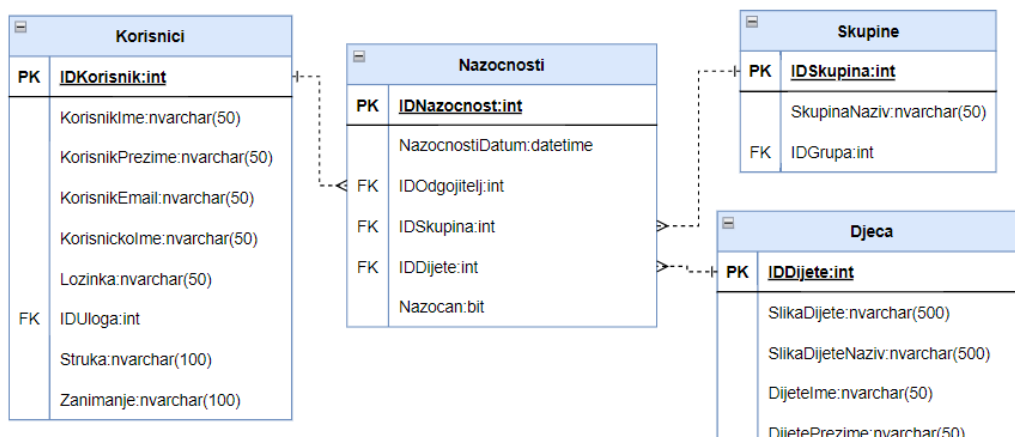 Korisnici
PK IDKorisnik:int
KorisnikIme:nvarchar(50)
KorisnikPrezime:nvarchar(50)
KorisnikEmail:nvarchar(50)
KorisnickoIme:nvarchar(50)
Lozinka:nvarchar(50)
FK IDUloga:int
Struka:nvarchar(100)
Zanimanje:nvarchar(100)
Nazocnosti
PK IDNazocnost:int
NazocnostiDatum:datetime
FK IDOdgojitelj:int
FK IDSkupina:int
FK IDDijete:int
Nazocan:bit
Skupine
PK IDSkupina:int
SkupinaNaziv:nvarchar(50)
FK IDGrupa:int
Djeca
PK IDDijete:int
SlikaDijete:nvarchar(500)
SlikaDijeteNaziv:nvarchar(500)
DijeteIme:nvarchar(50)
DijetePrezime:nvarchar(50)